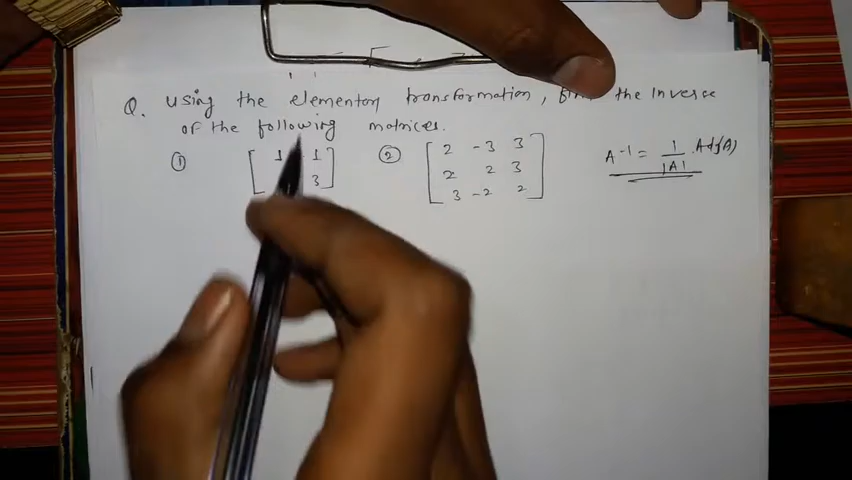 Q. Using the elementary transformation, find the Inverse
of the following matrices.
① 1 1 ② 2 -3 3 A⁻¹ = 1/|A| . Adj(A)
3 2 2 3
3 -2 2